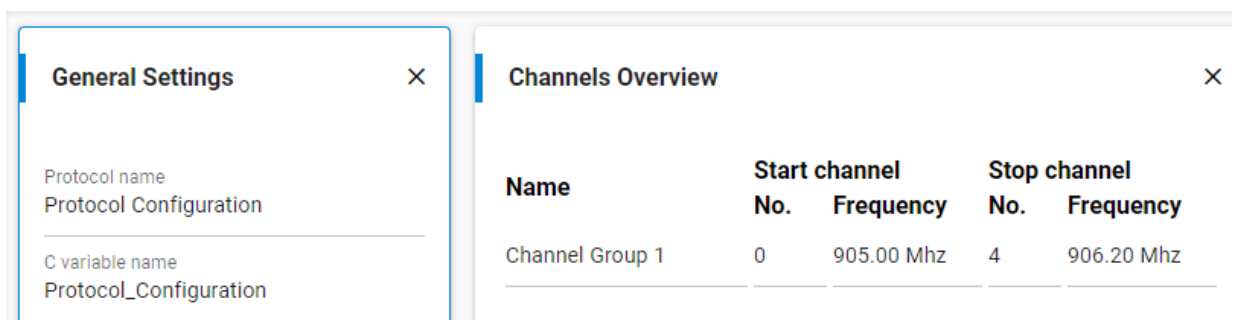 General Settings
Protocol name
Protocol Configuration
C variable name
Protocol_Configuration
Channels Overview
Name Start channel Stop channel
No. Frequency No. Frequency
Channel Group 1 0 905.00 Mhz 4 906.20 Mhz